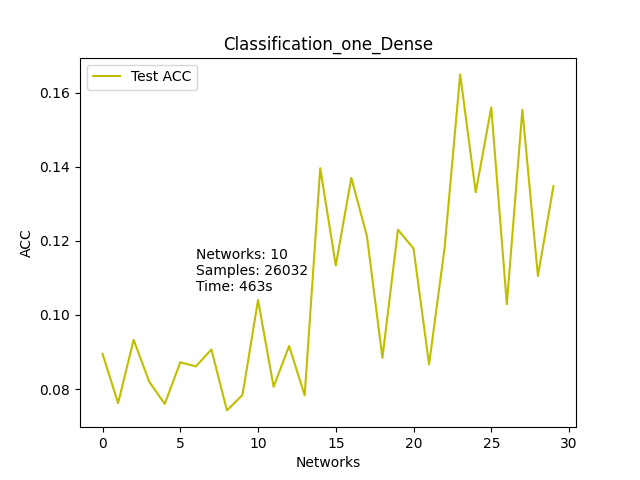 Classification_one_Dense
Test ACC
0.16
0.14
0.12
0.10
0.08
ACC
Networks: 10
Samples: 26032
Time: 463s
0 5 10 15 20 25 30
Networks